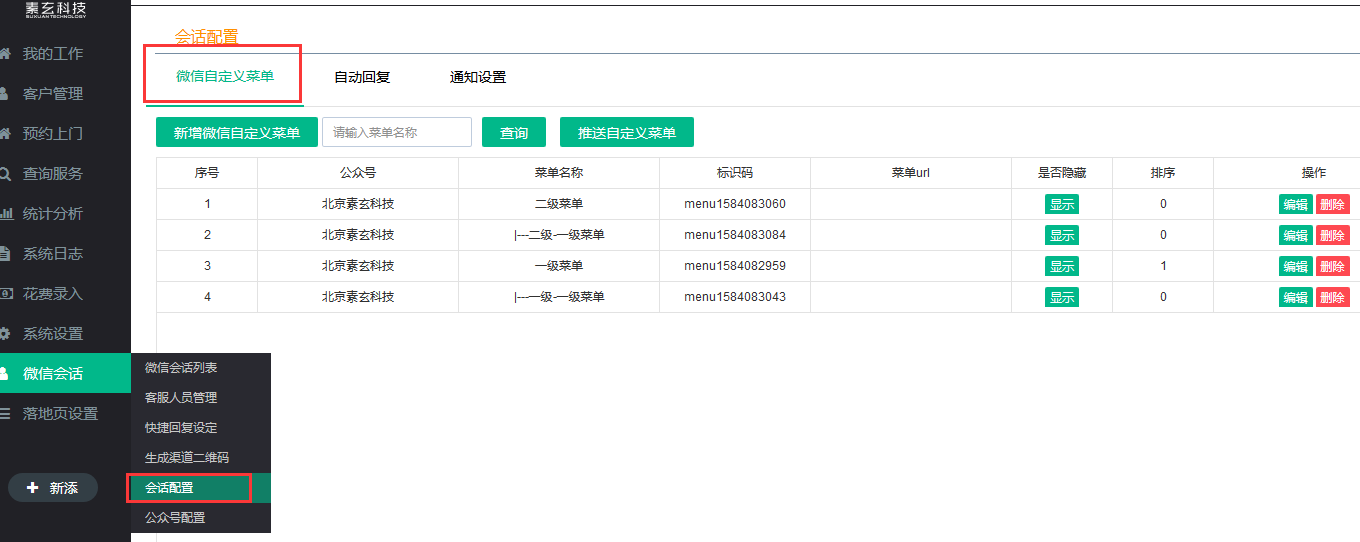 素玄科技
SUXUAN TECHNOLOGY
我的工作
客户管理
预约上门
查询服务
统计分析
系统日志
花费录入
系统设置
微信会话
落地页设置
新添
微信会话列表
客服人员管理
快捷回复设定
生成渠道二维码
会话配置
公众号配置
会话配置
微信自定义菜单 自动回复 通知设置
新增微信自定义菜单 请输入菜单名称 查询 推送自定义菜单
序号 公众号 菜单名称 标识码 菜单url 是否隐藏 排序 操作
1 北京素玄科技 二级菜单 menu1584083060 显示 0 编辑 删除
2 北京素玄科技 |---二级-一级菜单 menu1584083084 显示 0 编辑 删除
3 北京素玄科技 一级菜单 menu1584082959 显示 1 编辑 删除
4 北京素玄科技 |---一级-一级菜单 menu1584083043 显示 0 编辑 删除